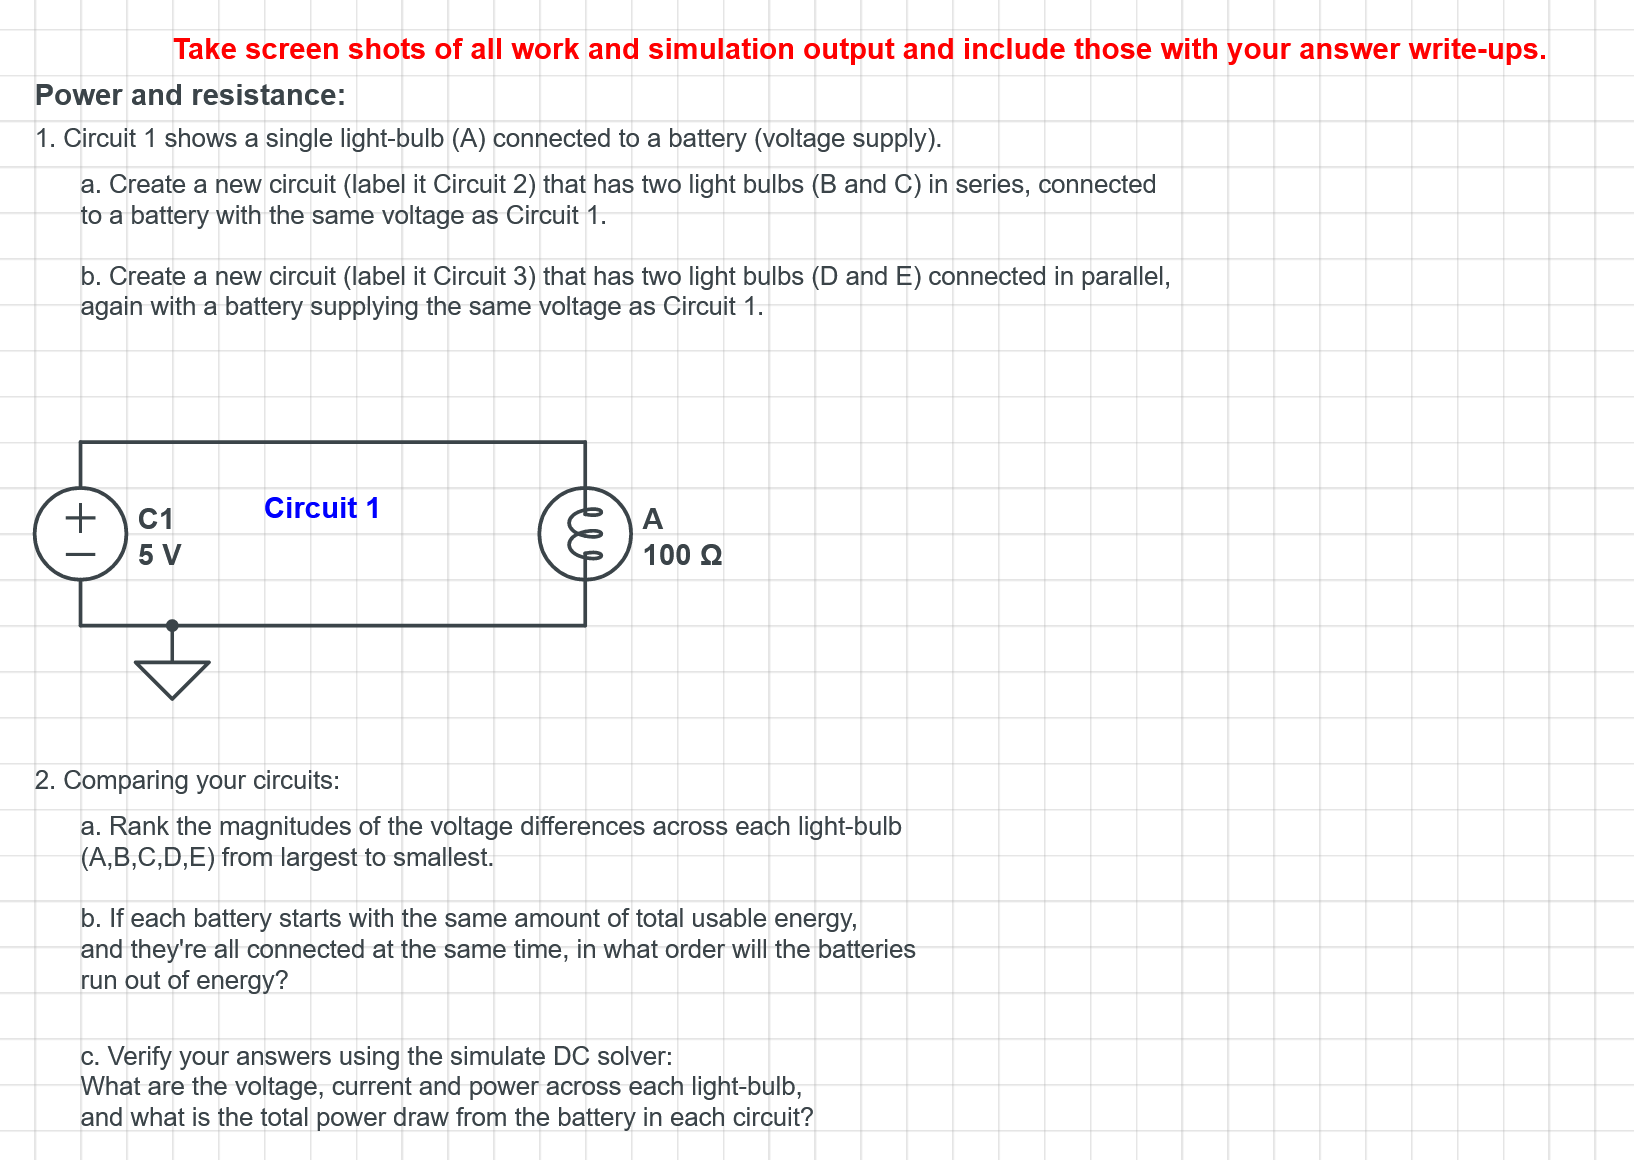 Take screen shots of all work and simulation output and include those with your answer write-ups.
Power and resistance:
1. Circuit 1 shows a single light-bulb (A) connected to a battery (voltage supply).
a. Create a new circuit (label it Circuit 2) that has two light bulbs (B and C) in series, connected
to a battery with the same voltage as Circuit 1.
b. Create a new circuit (label it Circuit 3) that has two light bulbs (D and E) connected in parallel,
again with a battery supplying the same voltage as Circuit 1.
Circuit 1
C1
5 V
A
100 Ω
2. Comparing your circuits:
a. Rank the magnitudes of the voltage differences across each light-bulb
(A,B,C,D,E) from largest to smallest.
b. If each battery starts with the same amount of total usable energy,
and they're all connected at the same time, in what order will the batteries
run out of energy?
c. Verify your answers using the simulate DC solver:
What are the voltage, current and power across each light-bulb,
and what is the total power draw from the battery in each circuit?